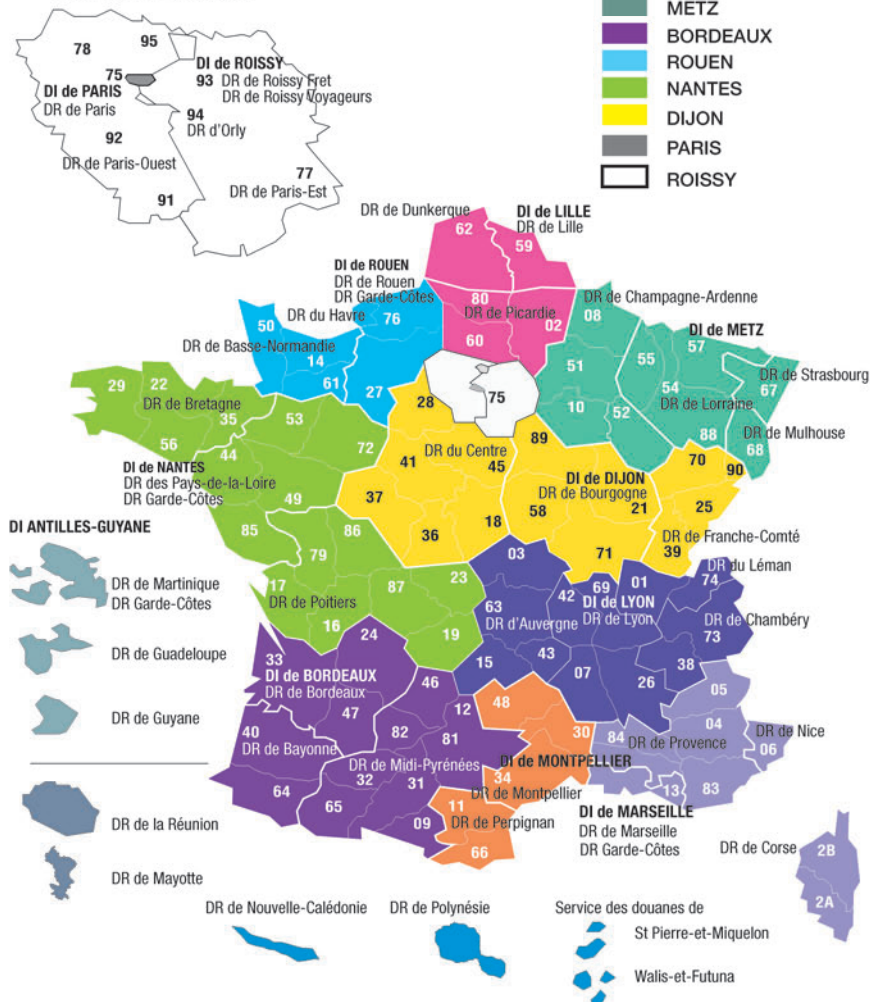 95
78
75
DI de PARIS
DR de Paris
92
DR de Paris-Ouest
91
DI de ROISSY
93 DR de Roissy Fret
DR de Roissy Voyageurs
94
DR d'Orly
77
DR de Paris-Est
METZ
BORDEAUX
ROUEN
NANTES
DIJON
PARIS
ROISSY
DR de Dunkerque
62
DI de LILLE
DR de Lille
59
DI de ROUEN
DR de Rouen
DR Garde-Côtes
80
DR de Picardie
02
60
DR de Champagne-Ardenne
08
DR du Havre
76
50
DR de Basse-Normandie
14
61
27
DI de METZ
57
55
51
54
DR de Lorraine
10
52
88
DR de Strasbourg
67
DR de Mulhouse
68
75
29
22
DR de Bretagne
35
53
56
44
72
DI de NANTES
DR des Pays-de-la-Loire
DR Garde-Côtes
49
85
28
DR du Centre
41
45
37
18
36
89
DI de DIJON
DR de Bourgogne
58
21
71
70
90
25
DR de Franche-Comté
39
86
79
17
DR de Poitiers
87
23
16
19
03
63
DR d'Auvergne
15
43
42
69
01
DI de LYON
DR de Lyon
07
26
38
DR du Léman
74
DR de Chambéry
73
24
33
DI de BORDEAUX
DR de Bordeaux
47
46
12
40
DR de Bayonne
82
81
DR de Midi-Pyrénées
32
31
64
65
09
48
30
DI de MONTPELLIER
34
DR de Montpellier
11
DR de Perpignan
66
05
04
84
DR de Provence
DR de Nice
06
13
83
DI de MARSEILLE
DR de Marseille
DR Garde-Côtes
DR de Corse
2B
2A
DI ANTILLES-GUYANE
DR de Martinique
DR Garde-Côtes
DR de Guadeloupe
DR de Guyane
DR de la Réunion
DR de Mayotte
DR de Nouvelle-Calédonie
DR de Polynésie
Service des douanes de
St Pierre-et-Miquelon
Walis-et-Futuna